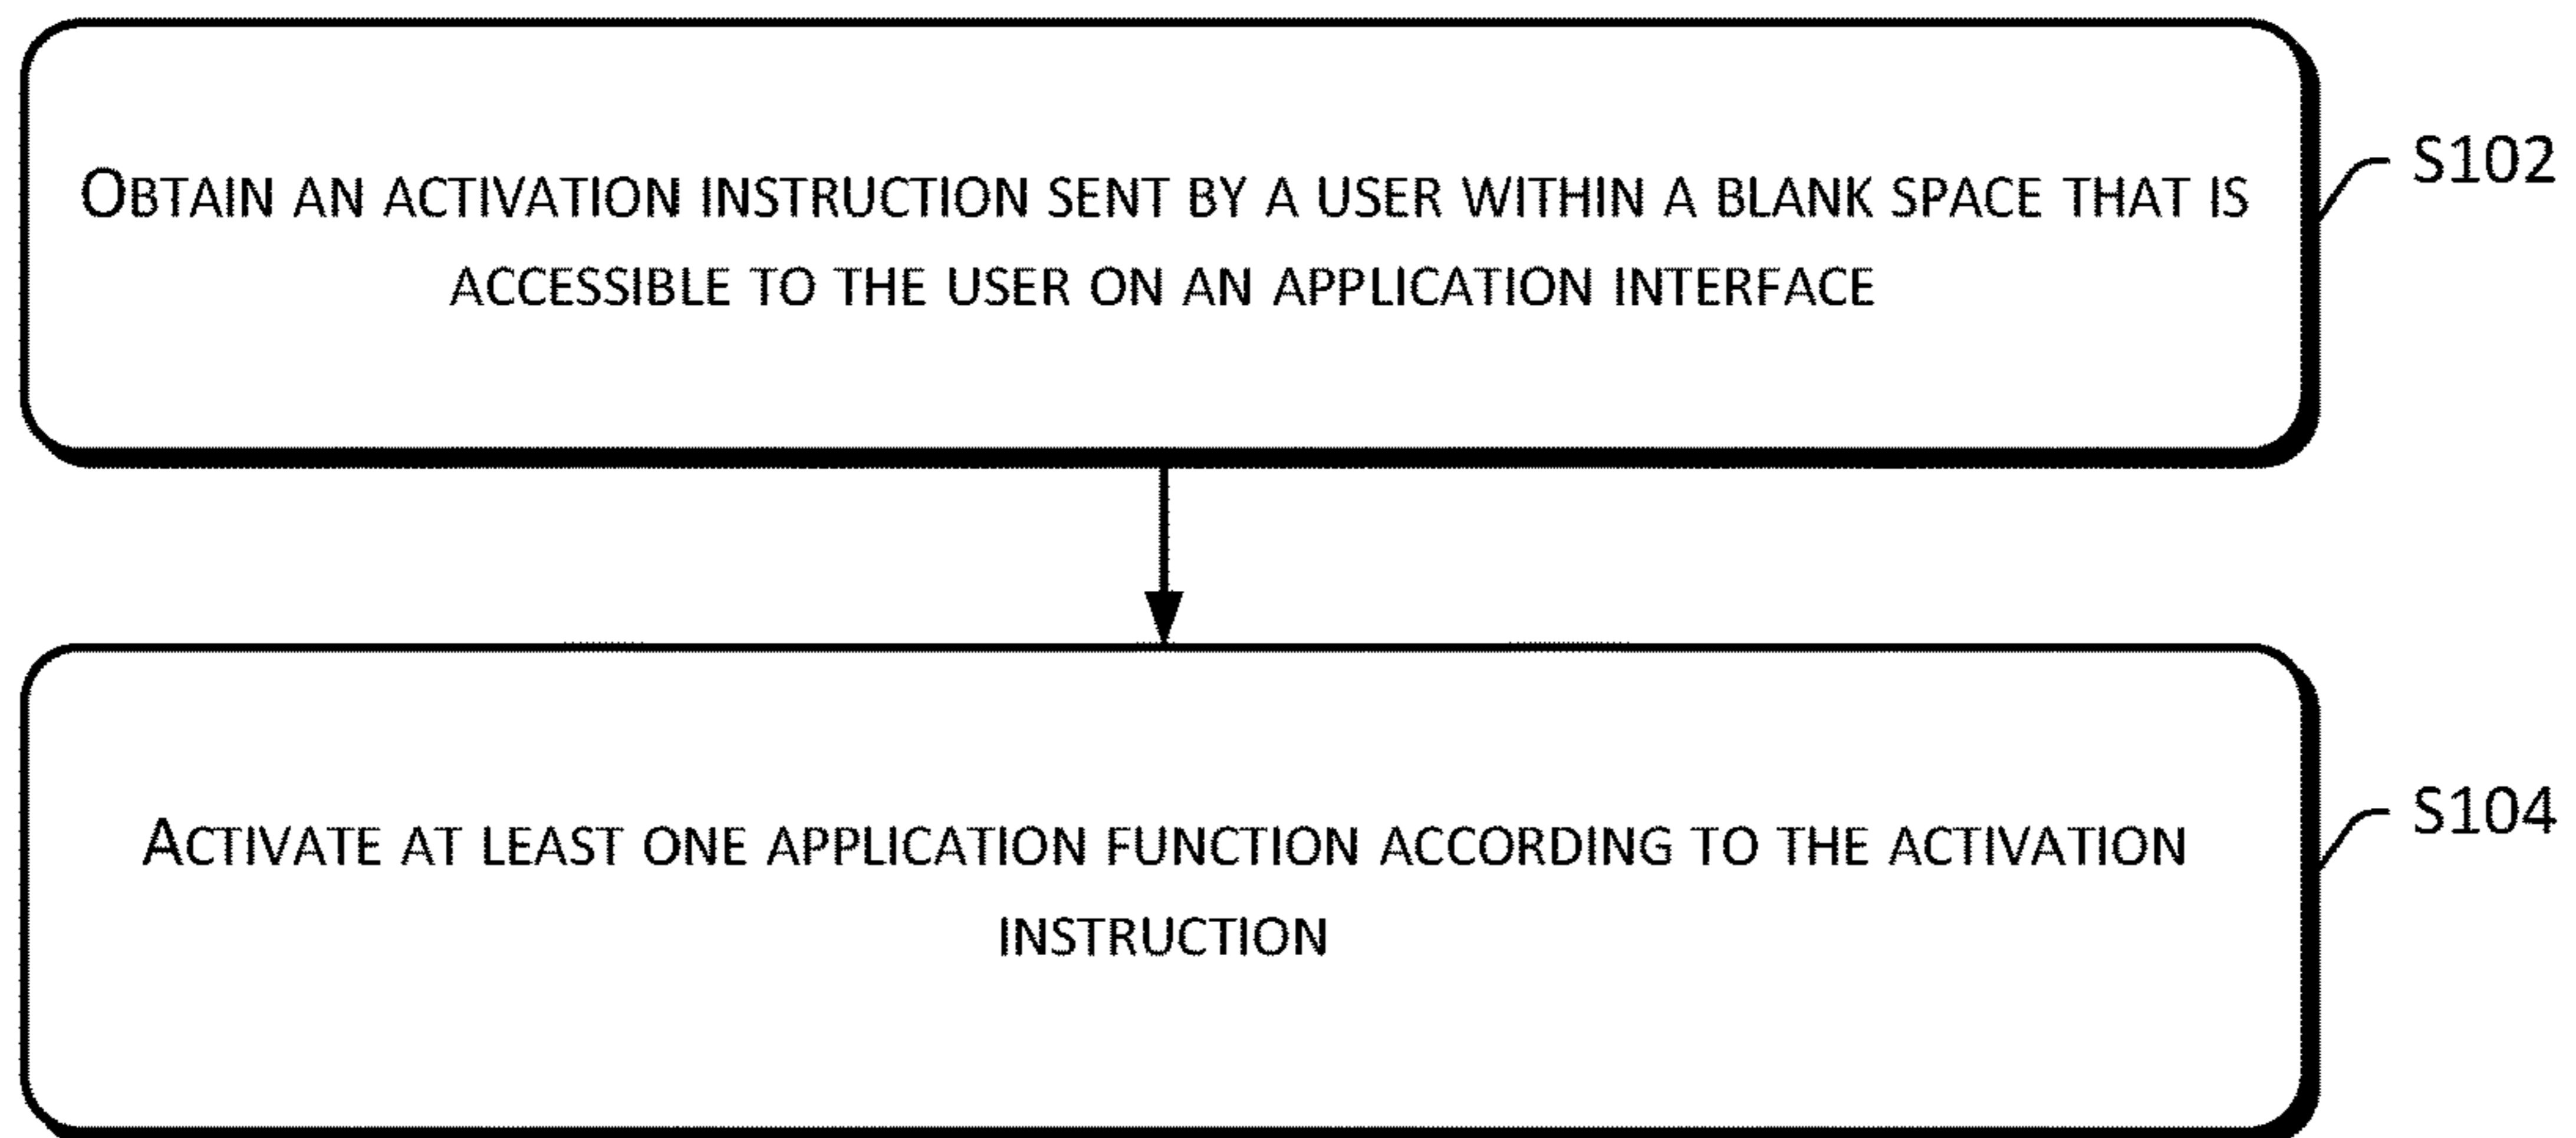 OBTAIN AN ACTIVATION INSTRUCTION SENT BY A USER WITHIN A BLANK SPACE THAT IS
ACCESSIBLE TO THE USER ON AN APPLICATION INTERFACE
S102
ACTIVATE AT LEAST ONE APPLICATION FUNCTION ACCORDING TO THE ACTIVATION
INSTRUCTION
S104